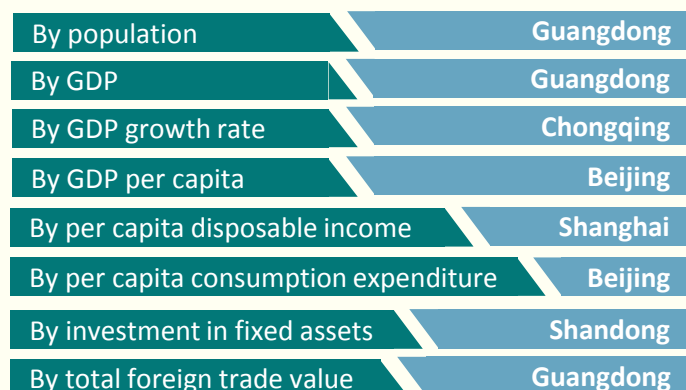 By population Guangdong
By GDP Guangdong
By GDP growth rate Chongqing
By GDP per capita Beijing
By per capita disposable income Shanghai
By per capita consumption expenditure Beijing
By investment in fixed assets Shandong
By total foreign trade value Guangdong